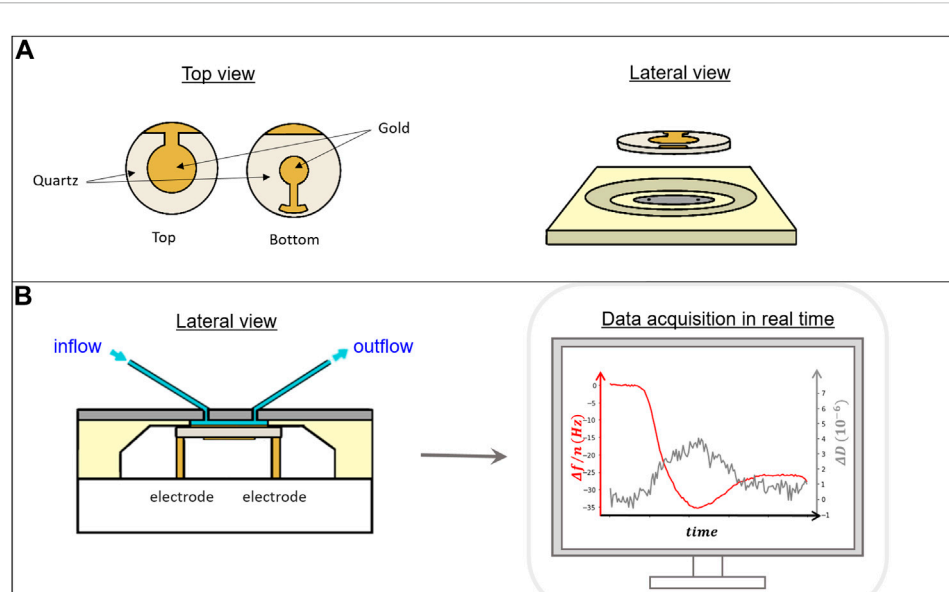 A
Top view
Lateral view
Gold
Quartz
Top
Bottom
B
Lateral view
inflow
outflow
electrode
electrode
Data acquisition in real time
Δf/n (Hz)
0
−5
−10
−15
−20
−25
−30
−35
7
6
5
4
3
2
1
0
−1
ΔD (10⁻⁶)
time